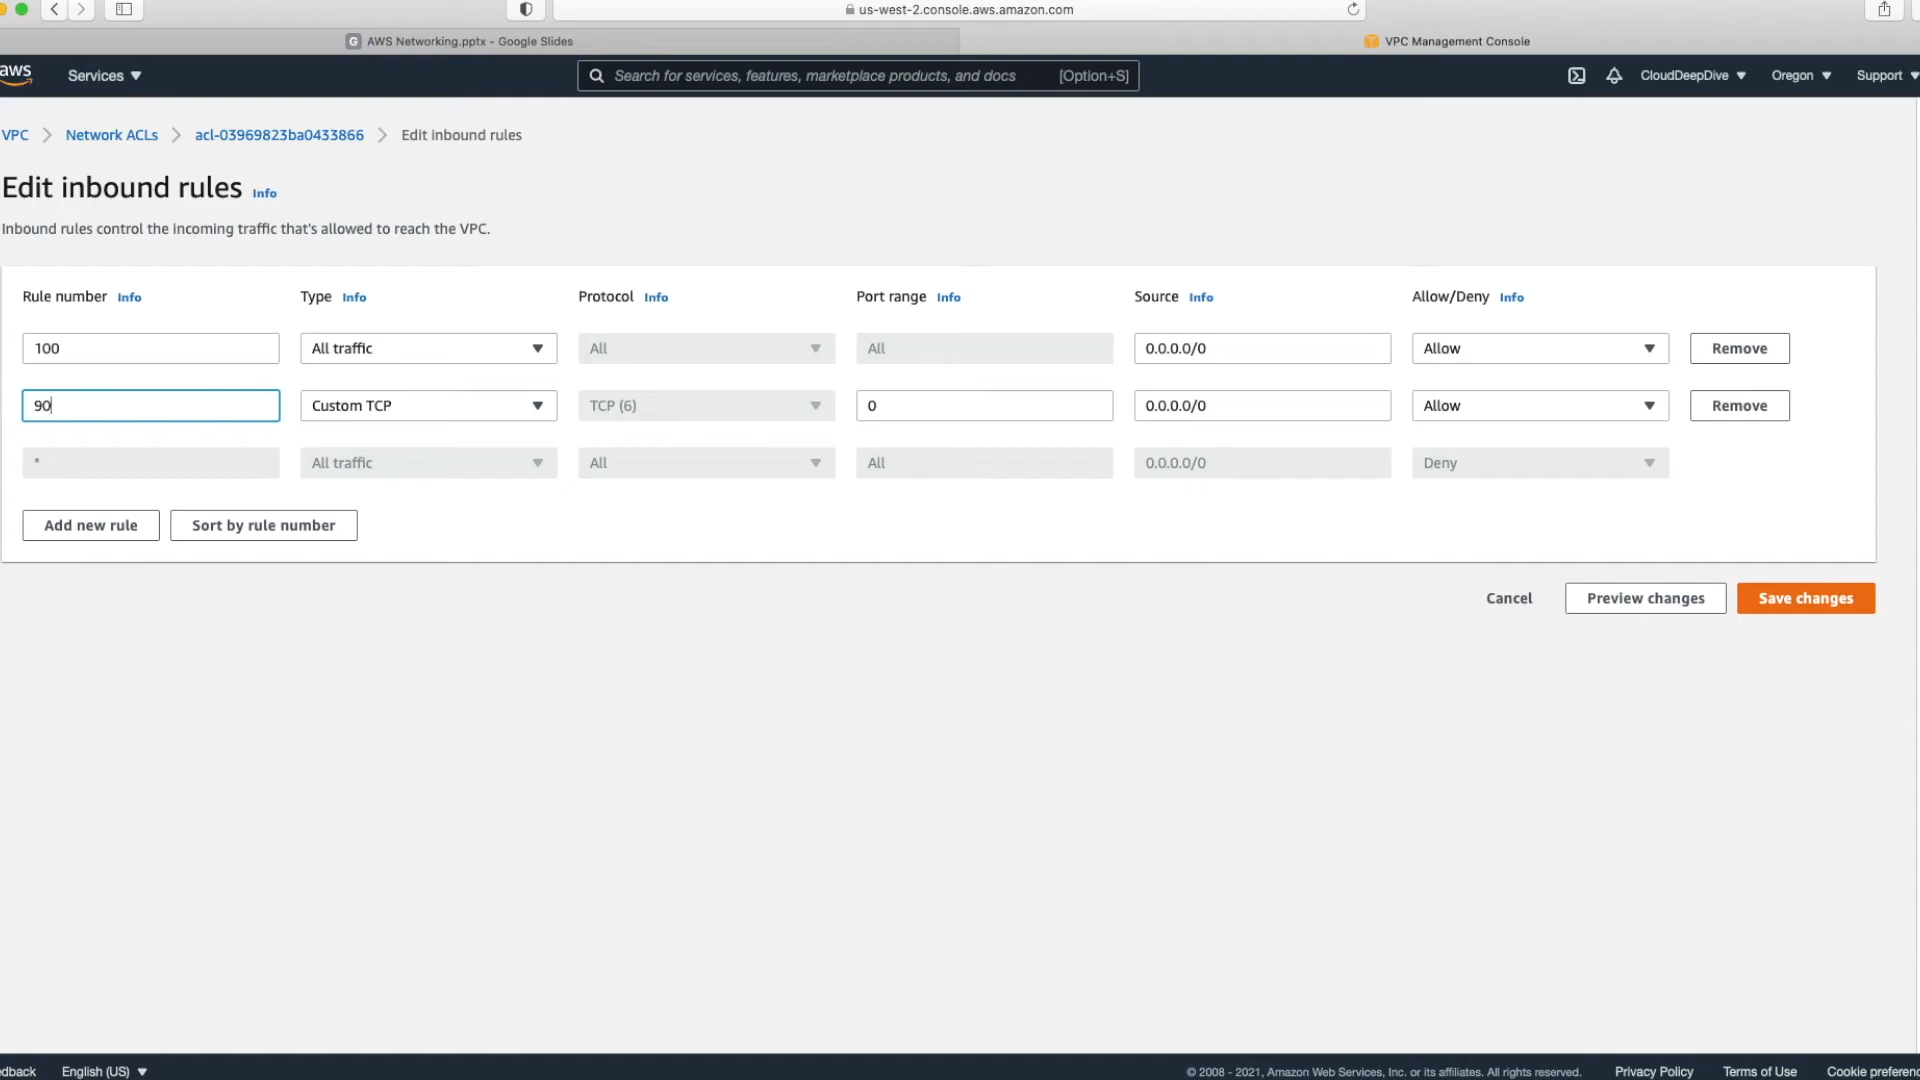 us-west-2.console.aws.amazon.com
G AWS Networking.pptx - Google Slides
VPC Management Console
aws
Services
Search for services, features, marketplace products, and docs [Option+S]
CloudDeepDive
Oregon
Support
VPC
Network ACLs
acl-03969823ba0433866
Edit inbound rules
Edit inbound rules Info
Inbound rules control the incoming traffic that's allowed to reach the VPC.
Rule number Info Type Info Protocol Info Port range Info Source Info Allow/Deny Info
100 All traffic All All 0.0.0.0/0 Allow Remove
90 Custom TCP TCP (6) 0 0.0.0.0/0 Allow Remove
* All traffic All All 0.0.0.0/0 Deny
Add new rule Sort by rule number
Cancel Preview changes Save changes
edback English (US) © 2008 - 2021, Amazon Web Services, Inc. or its affiliates. All rights reserved. Privacy Policy Terms of Use Cookie preferenc